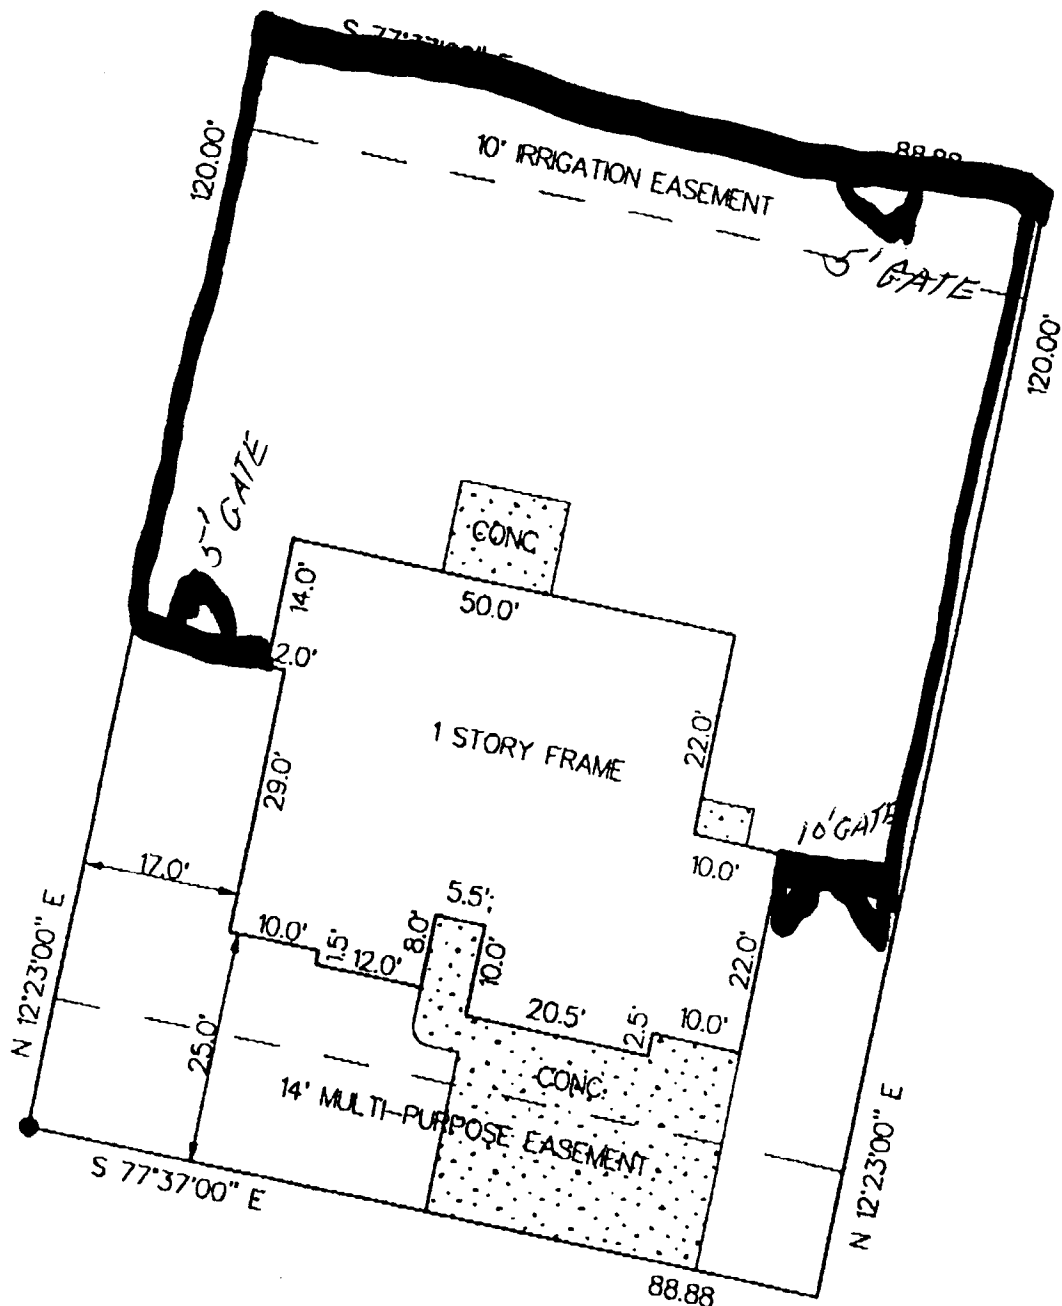 S 77°37'00" E
88.88
120.00'
10' IRRIGATION EASEMENT
5' GATE
120.00'
5' GATE
CONC
14.0'
50.0'
2.0'
1 STORY FRAME
22.0'
29.0'
10' GATE
17.0'
10.0'
5.5'
10.0'
1.5'
12.0'
8.0'
10.0'
22.0'
N 12°23'00" E
25.0'
20.5'
2.5'
10.0'
CONC.
14' MULTI-PURPOSE EASEMENT
S 77°37'00" E
N 12°23'00" E
88.88